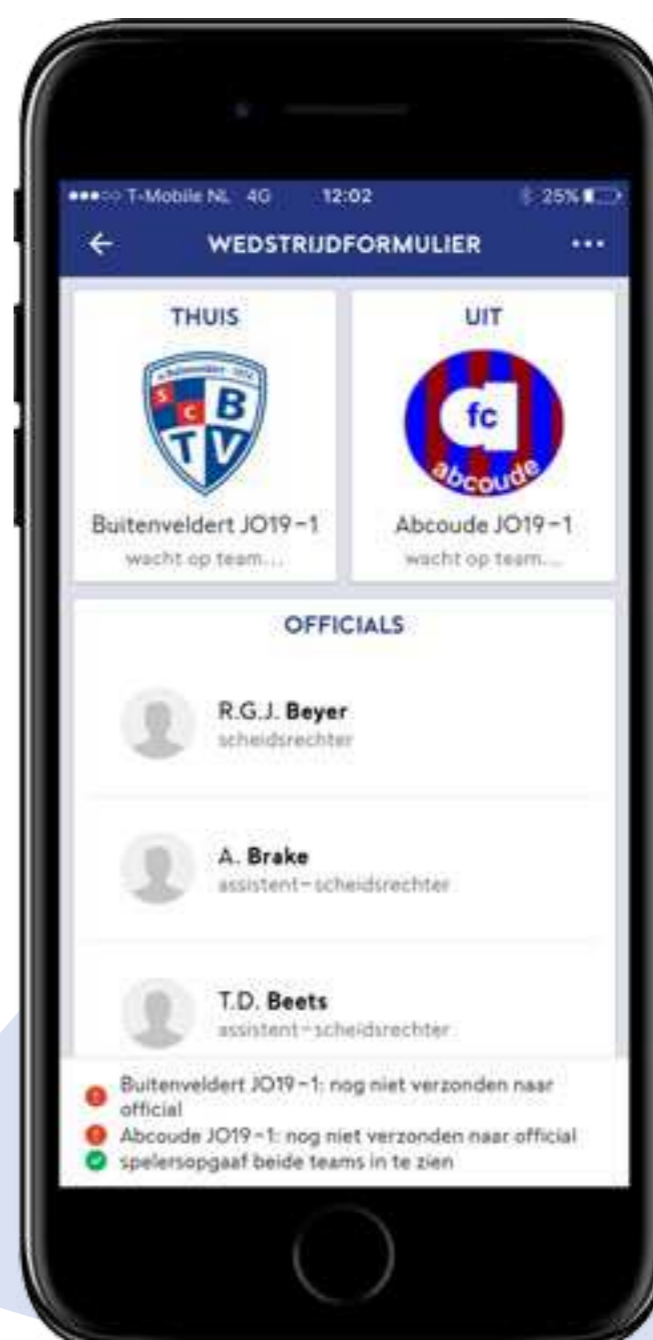 T-Mobile NL 4G 12:02 25%
WEDSTRIJDFORMULIER
THUIS
S C B T V
Buitenveldert JO19-1
wacht op team...
UIT
fc a
abcoude
Abcoude JO19-1
wacht op team...
OFFICIALS
R.G.J. Beyer
scheidsrechter
A. Brake
assistent-scheidsrechter
T.D. Beets
assistent-scheidsrechter
Buitenveldert JO19-1: nog niet verzonden naar
official
Abcoude JO19-1: nog niet verzonden naar official
spelersopgaaf beide teams in te zien